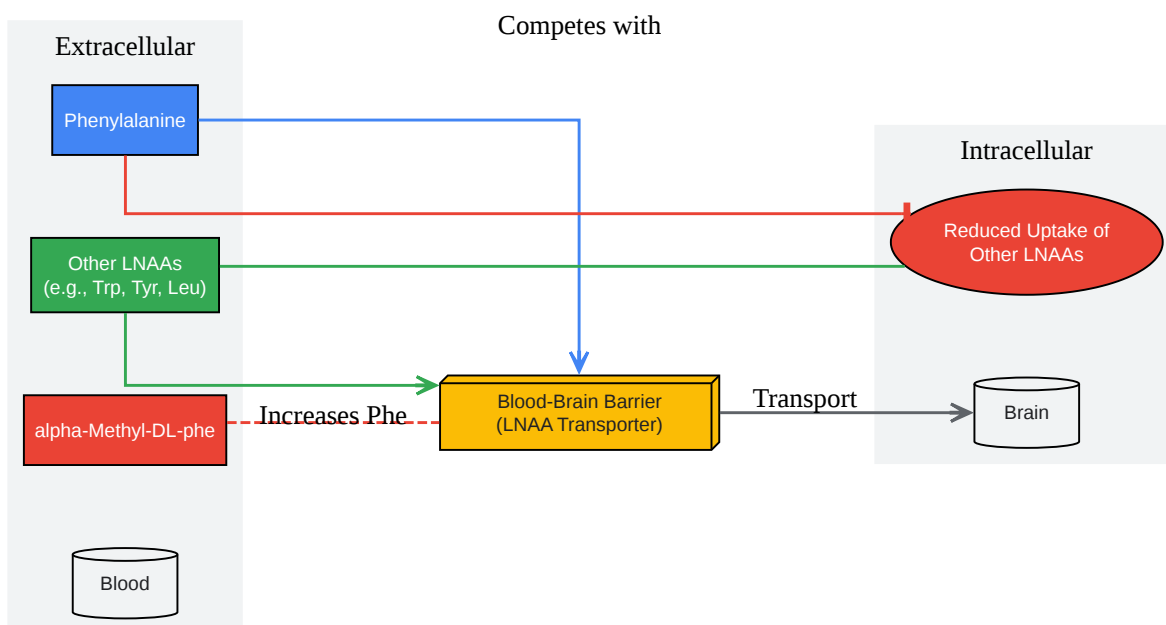 Competes with
Extracellular
Phenylalanine
Intracellular
Reduced Uptake of
Other LNAAs
Other LNAAs
(e.g., Trp, Tyr, Leu)
Blood-Brain Barrier
(LNAA Transporter)
Transport
Brain
Increases Phe
alpha-Methyl-DL-phe
Blood